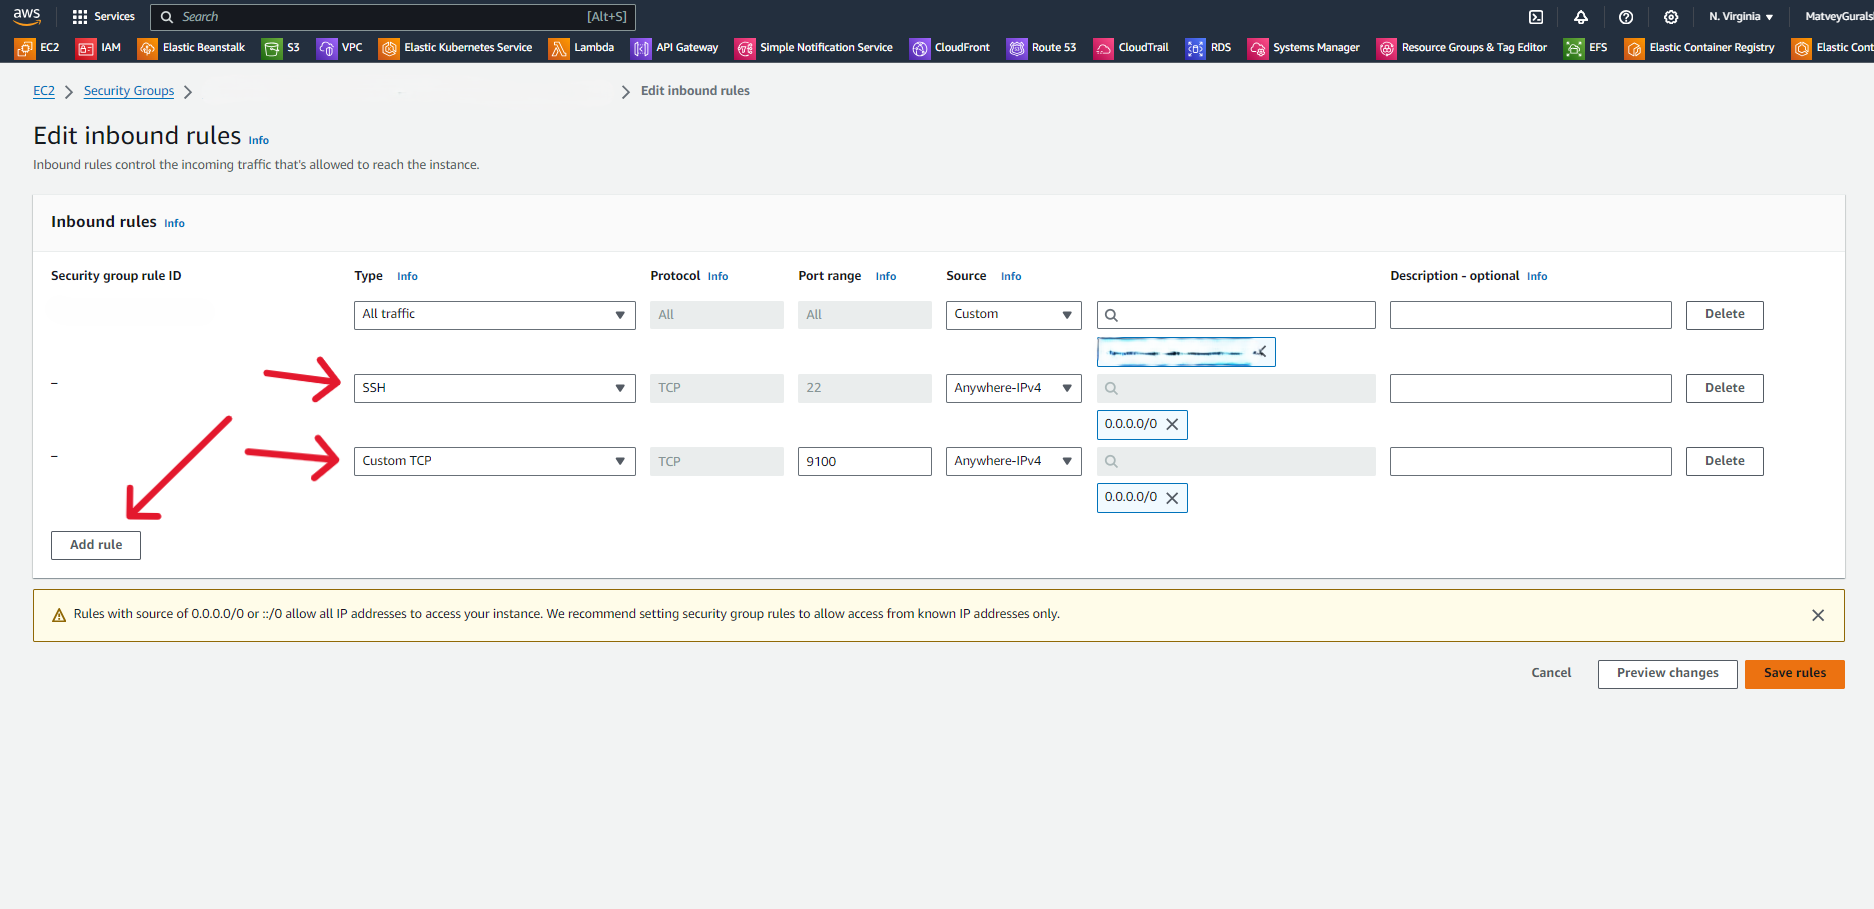 aws Services Search [Alt+S] N. Virginia MatveyGurals
EC2 IAM Elastic Beanstalk S3 VPC Elastic Kubernetes Service Lambda API Gateway Simple Notification Service CloudFront Route 53 CloudTrail RDS Systems Manager Resource Groups & Tag Editor EFS Elastic Container Registry Elastic Cont
EC2 > Security Groups > > Edit inbound rules
Edit inbound rules Info
Inbound rules control the incoming traffic that's allowed to reach the instance.
Inbound rules Info
Security group rule ID Type Info Protocol Info Port range Info Source Info Description - optional Info
All traffic All All Custom Delete
– SSH TCP 22 Anywhere-IPv4 Delete
0.0.0.0/0
– Custom TCP TCP 9100 Anywhere-IPv4 Delete
0.0.0.0/0
Add rule
Rules with source of 0.0.0.0/0 or ::/0 allow all IP addresses to access your instance. We recommend setting security group rules to allow access from known IP addresses only.
Cancel Preview changes Save rules